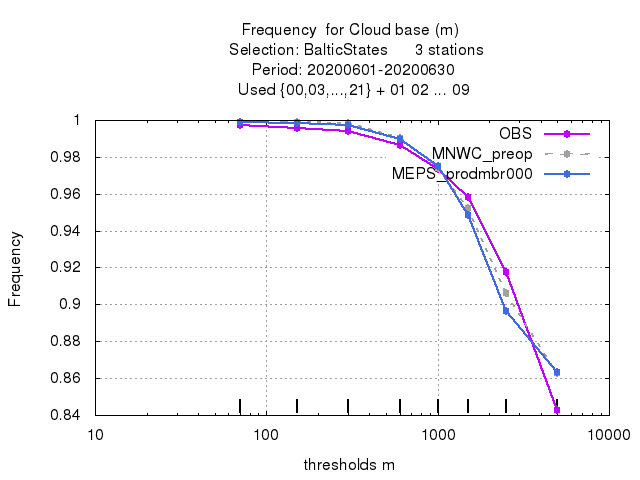 Frequency for Cloud base (m)
Selection: BalticStates 3 stations
Period: 20200601-20200630
Used {00,03,...,21} + 01 02 ... 09
OBS
MNWC_preop
MEPS_prodmbr000
Frequency
1
0.98
0.96
0.94
0.92
0.9
0.88
0.86
0.84
10
100
1000
10000
thresholds m